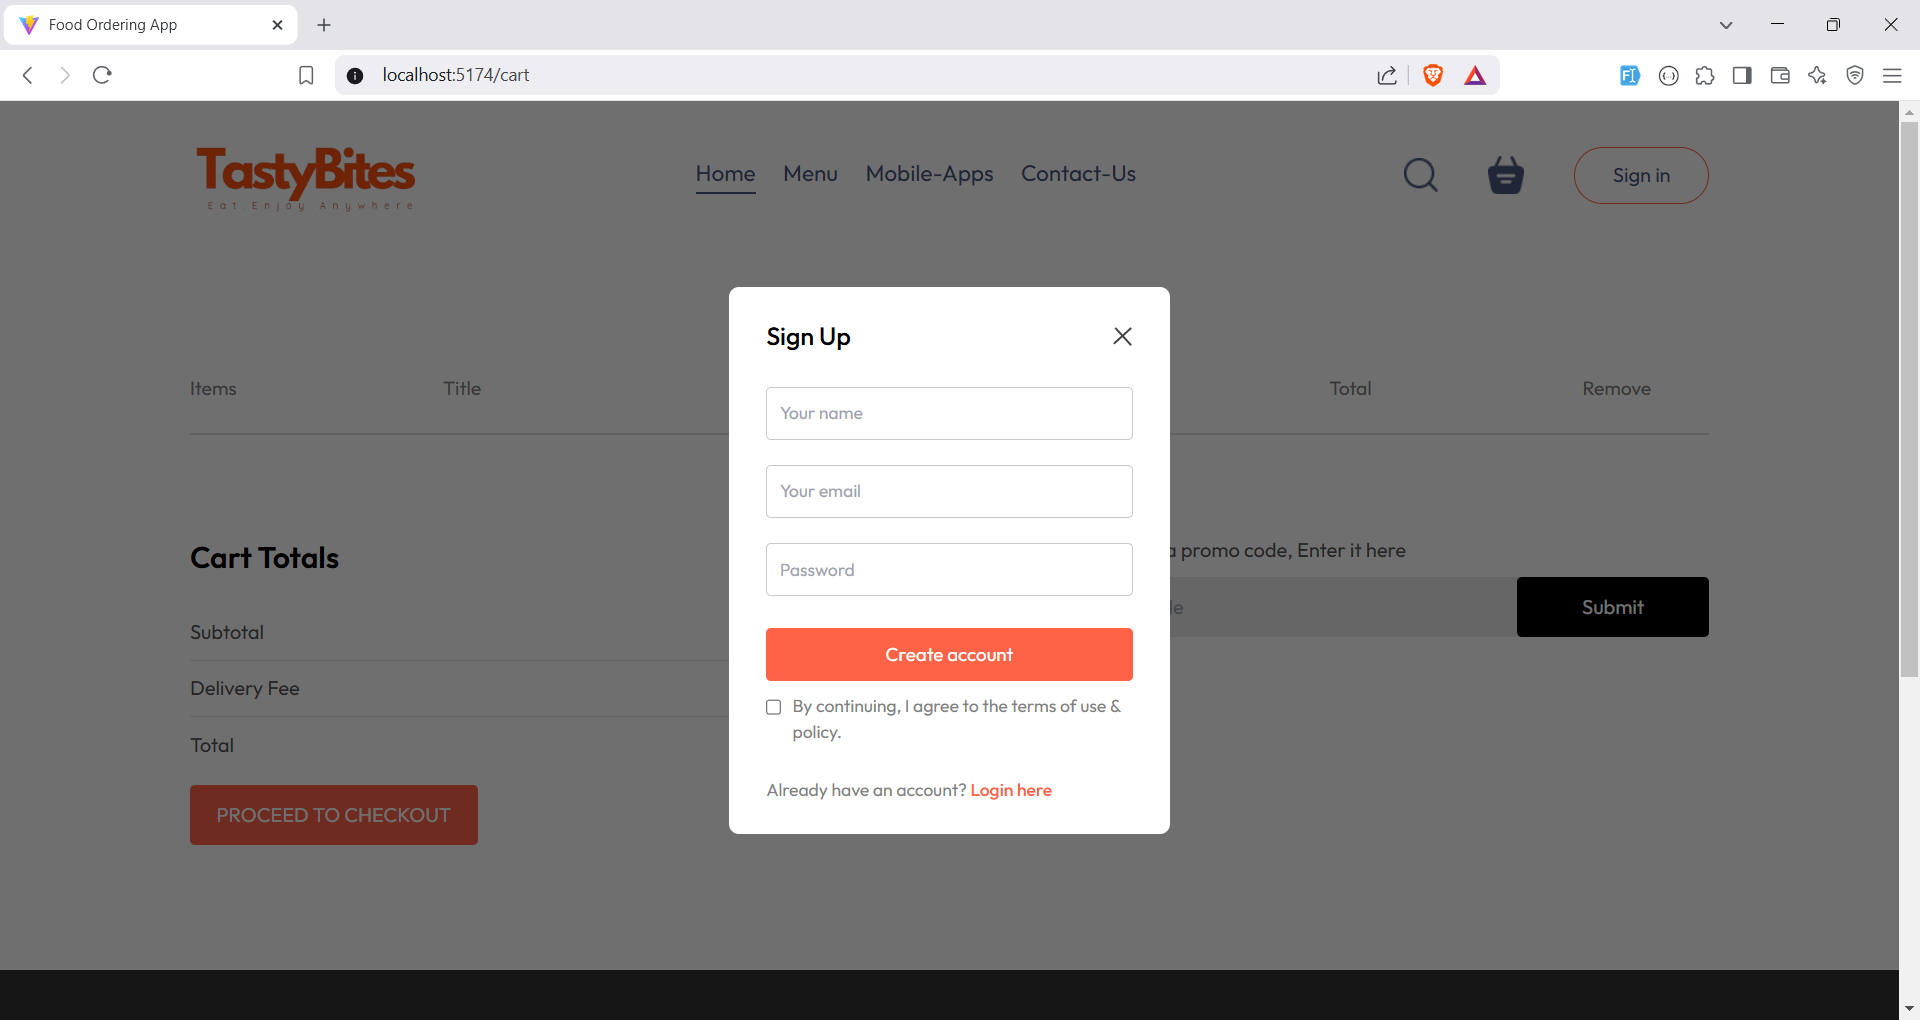 Food Ordering App
localhost:5174/cart
TastyBites
Eat.Enjoy.Anywhere
Home Menu Mobile-Apps Contact-Us
Sign in
Sign Up
Items Title Total Remove
Your name
Your email
Password
Create account
By continuing, I agree to the terms of use &
policy.
Already have an account? Login here
Cart Totals
Subtotal
Delivery Fee
Total
PROCEED TO CHECKOUT
a promo code, Enter it here
Submit